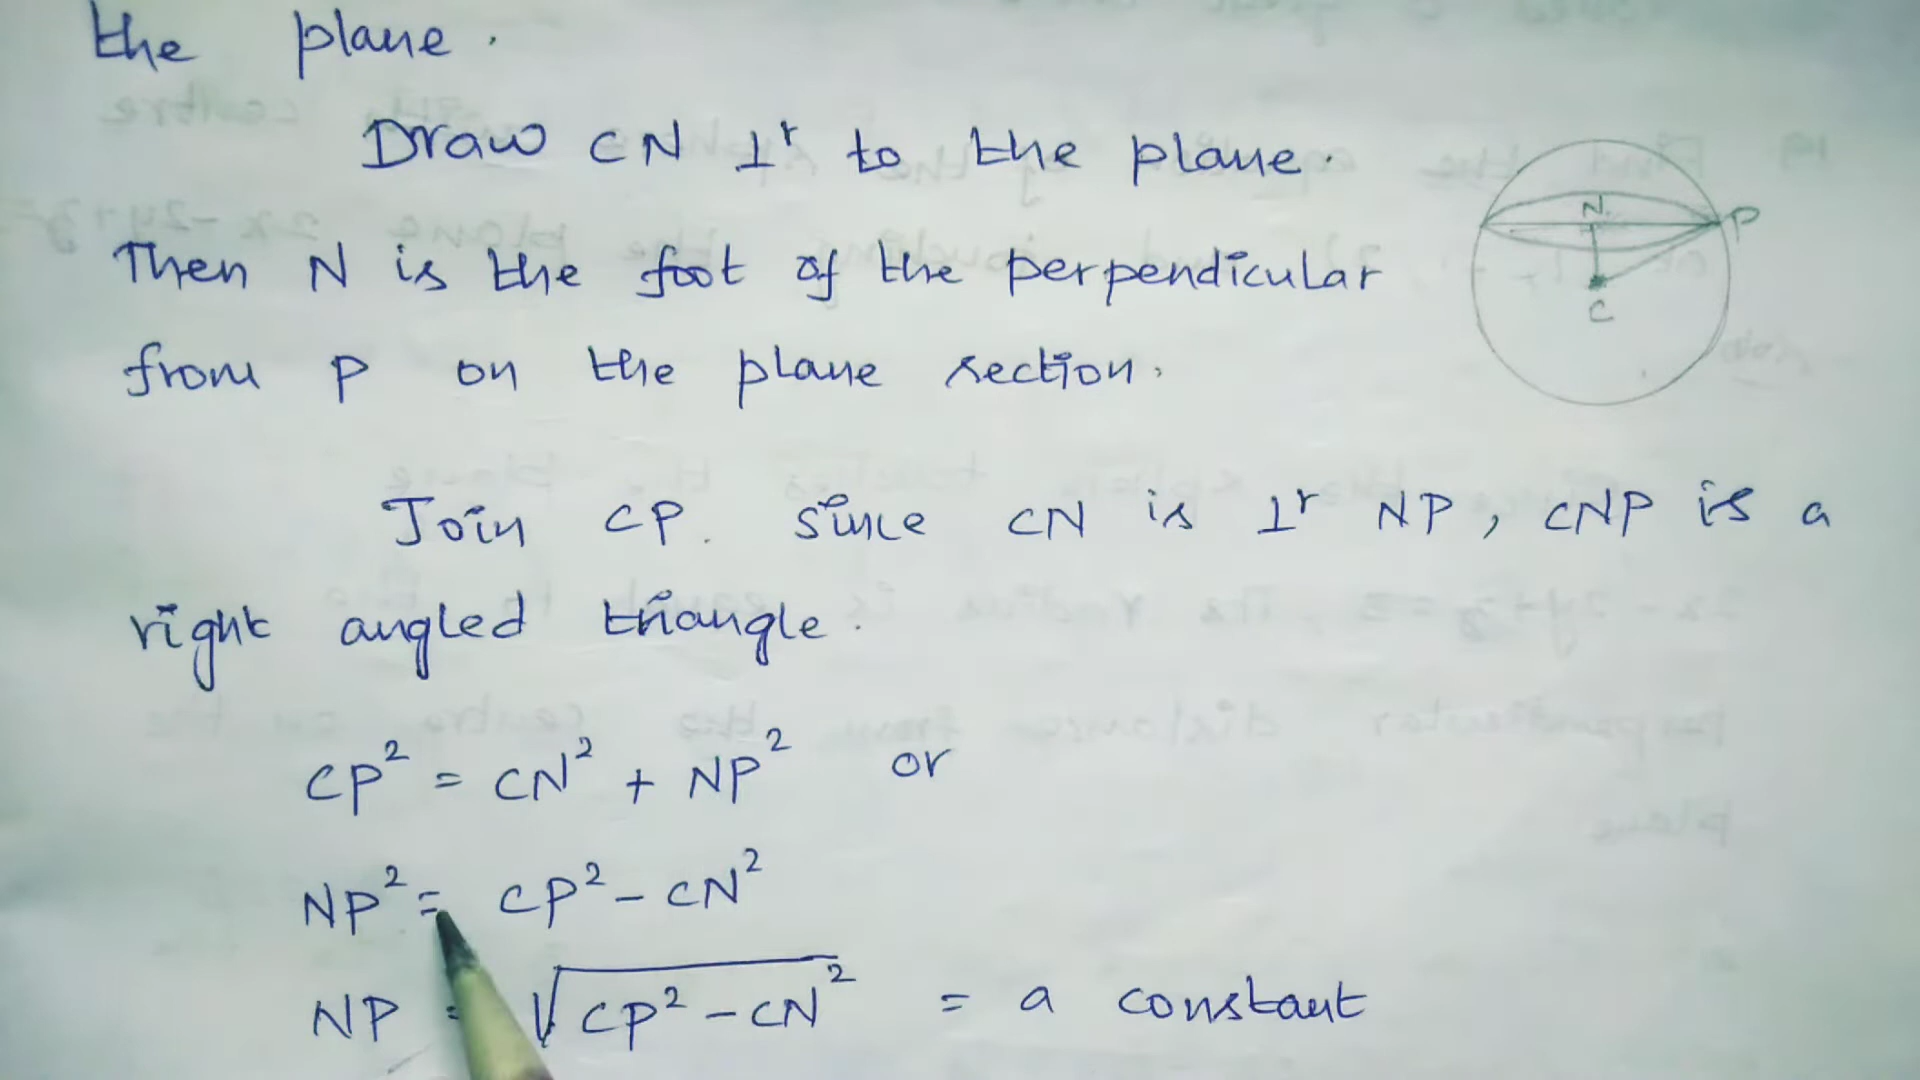 the plane.
Draw CN ⊥r to the plane.
Then N is the foot of the perpendicular
from P on the plane section.
N
P
C
Join CP. Since CN is ⊥r NP, CNP is a
right angled triangle.
CP² = CN² + NP² or
NP² = CP² - CN²
NP = √CP² - CN² = a constant